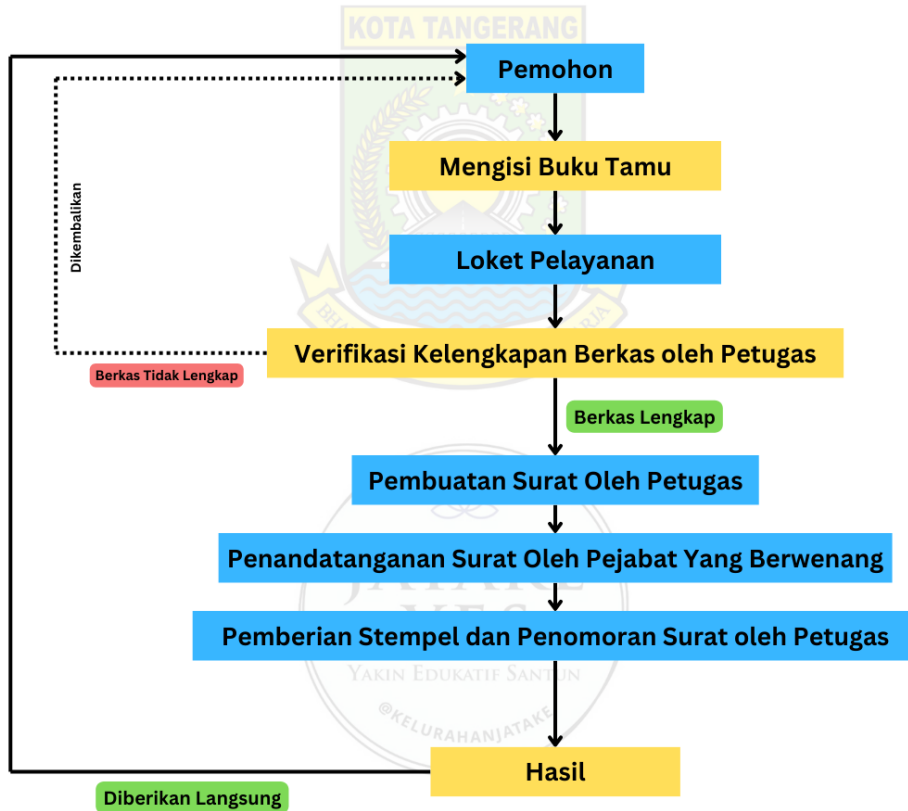 KOTA TANGERANG
Pemohon
Mengisi Buku Tamu
Dikembalikan
Loket Pelayanan
Verifikasi Kelengkapan Berkas oleh Petugas
Berkas Tidak Lengkap
Berkas Lengkap
Pembuatan Surat Oleh Petugas
Penandatanganan Surat Oleh Pejabat Yang Berwenang
JATAKE
Pemberian Stempel dan Penomoran Surat oleh Petugas
YAKIN EDUKATIF SANTUN
@KELURAHANJATAKE
Hasil
Diberikan Langsung